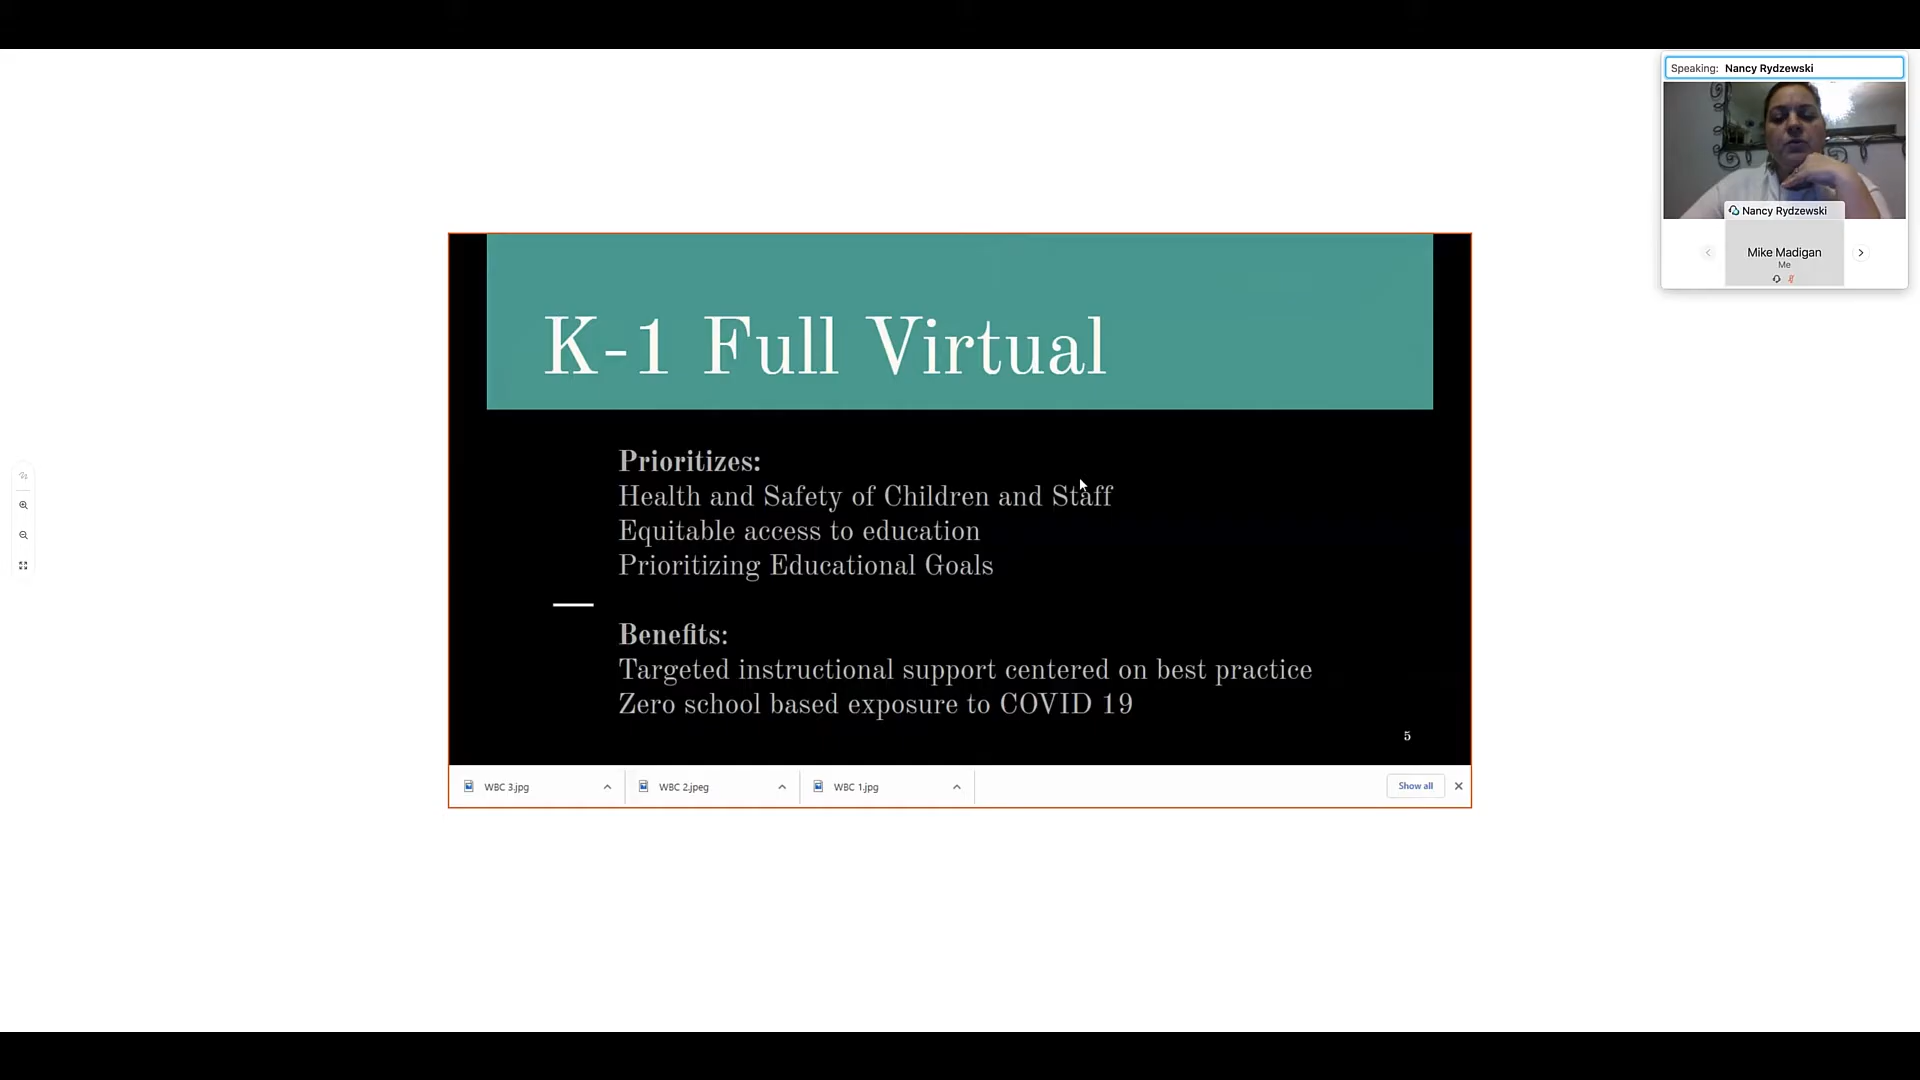 Speaking: Nancy Rydzewski
Nancy Rydzewski
Mike Madigan
Me
K-1 Full Virtual
Prioritizes:
Health and Safety of Children and Staff
Equitable access to education
Prioritizing Educational Goals
Benefits:
Targeted instructional support centered on best practice
Zero school based exposure to COVID 19
5
WBC 3.jpg
WBC 2.jpeg
WBC 1.jpg
Show all